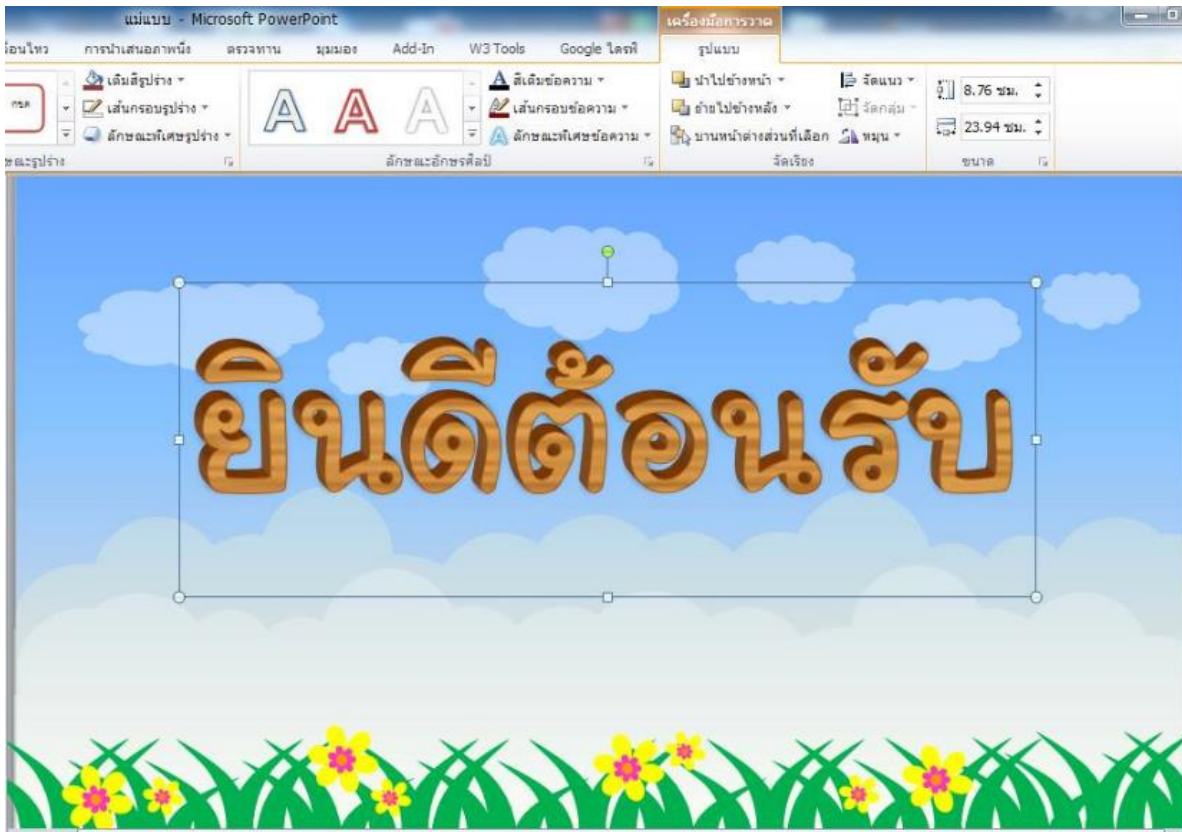 แม่แบบ - Microsoft PowerPoint
เครื่องมือการวาด
การนำเสนอภาพนิ่ง ตรวจทาน มุมมอง Add-In W3 Tools Google ไดรฟ์ รูปแบบ
เติมสีรูปร่าง
เส้นกรอบรูปร่าง
ลักษณะพิเศษรูปร่าง
A A A
สีเติมข้อความ
เส้นกรอบข้อความ
ลักษณะพิเศษข้อความ
ลักษณะอักษรศิลป์
นำไปข้างหน้า
ย้ายไปข้างหลัง
บานหน้าต่างส่วนที่เลือก
จัดแนว
จัดกลุ่ม
หมุน
จัดเรียง
8.76 ซม.
23.94 ซม.
ขนาด
ยินดีต้อนรับ